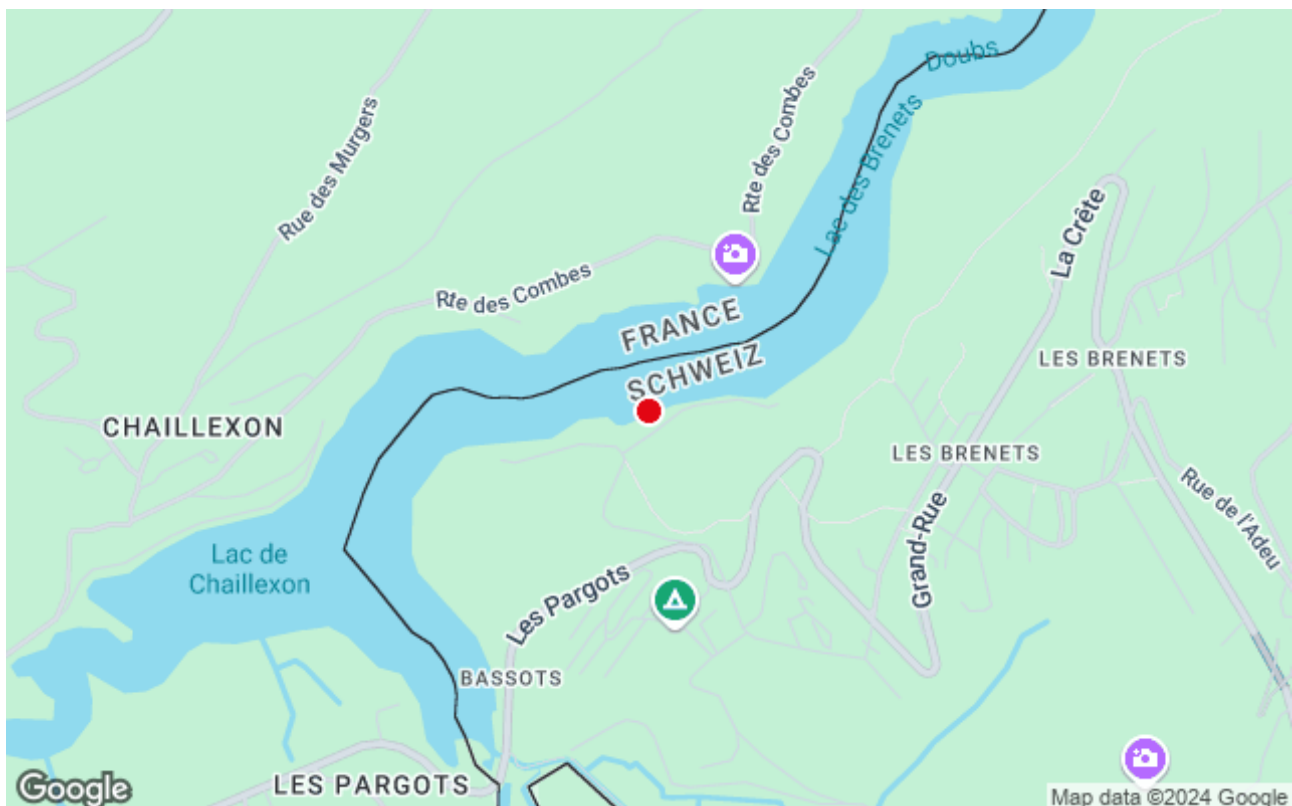 Doubs
Rue des Murgers
Rte des Combes
Lac des Brenets
La Crête
Rte des Combes
FRANCE
SCHWEIZ
LES BRENETS
CHAILLEXON
LES BRENETS
Rue de l'Adeu
Lac de
Chaillexon
Grand-Rue
Les Pargots
BASSOTS
LES PARGOTS
Google
Map data ©2024 Google